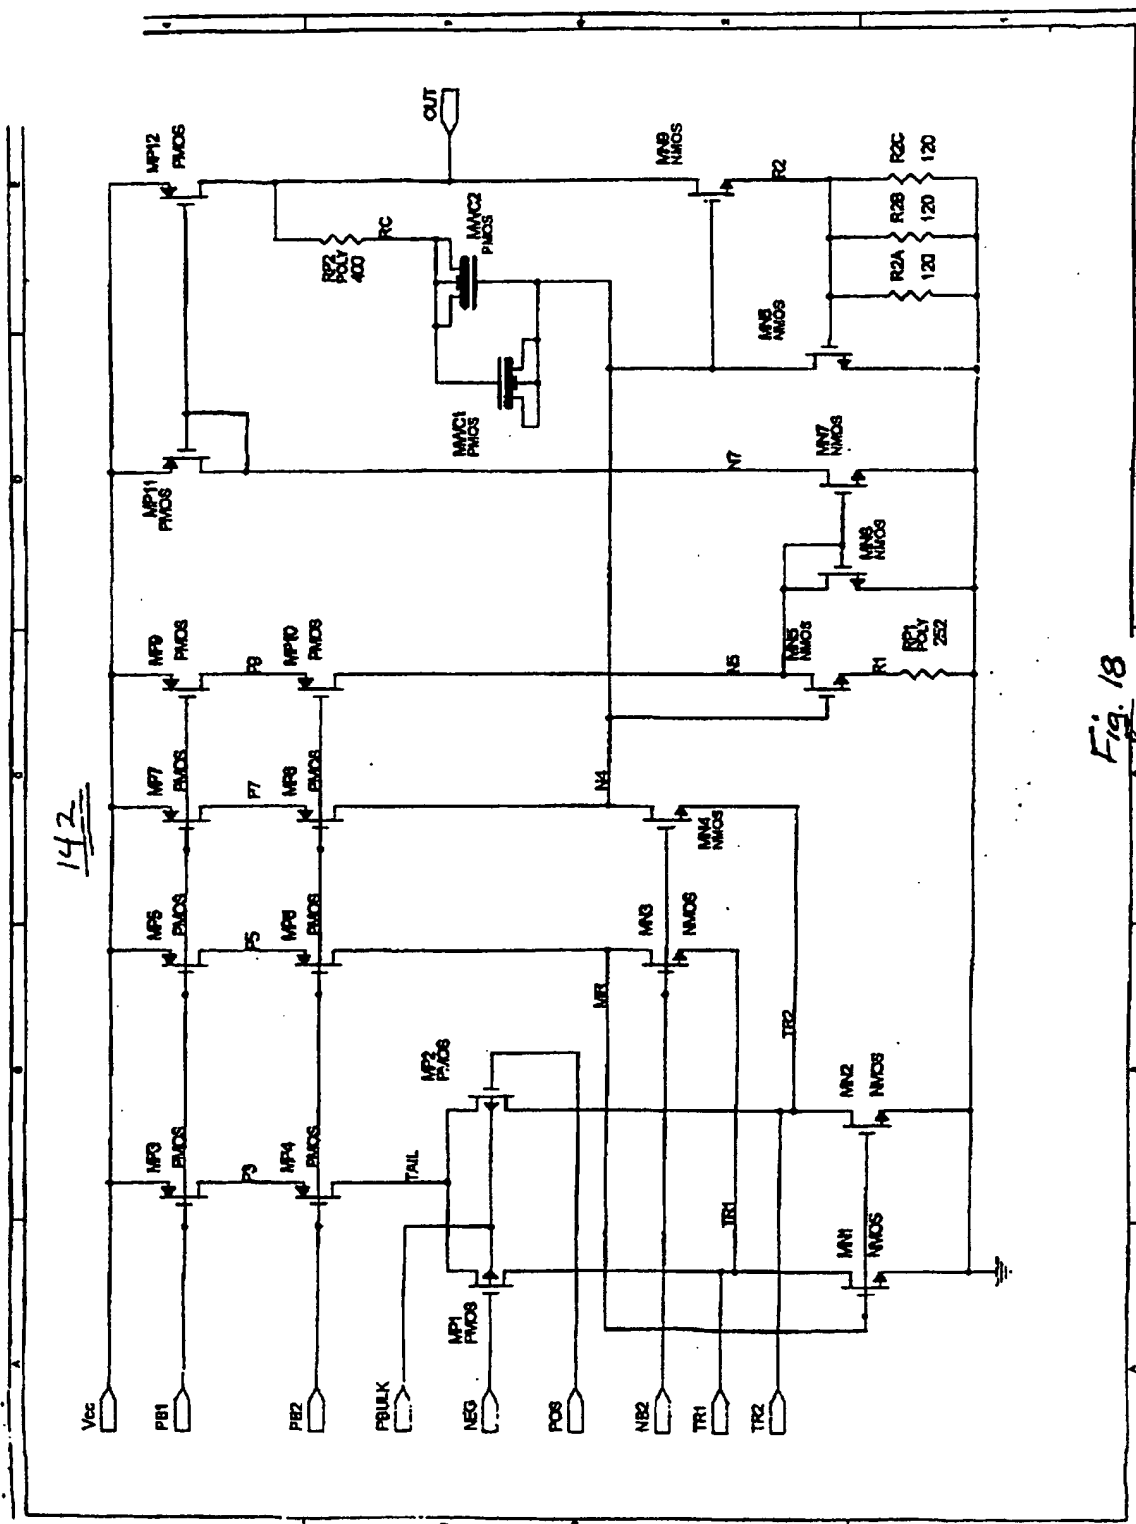 142
Vcc
PB1
PB2
PBULK
NEG
POS
NB2
TR1
TR2
MP3
PMOS
P3
MP4
PMOS
TAIL
MP1
PMOS
MP2
PMOS
TR1
TR2
MN1
NMOS
MN2
NMOS
MP5
PMOS
P5
MP6
PMOS
MIR
MN3
NMOS
MP7
PMOS
P7
MP8
PMOS
N4
MN4
NMOS
MP9
PMOS
P9
MP10
PMOS
N5
MN5
NMOS
R1
RP1
POLY
252
MN6
NMOS
MP11
PMOS
N7
MN7
NMOS
MP12
PMOS
RP2
POLY
400
RC
MWC1
PMOS
MWC2
PMOS
OUT
MN8
NMOS
MN9
NMOS
R2
R2A
120
R2B
120
R2C
120
Fig. 18